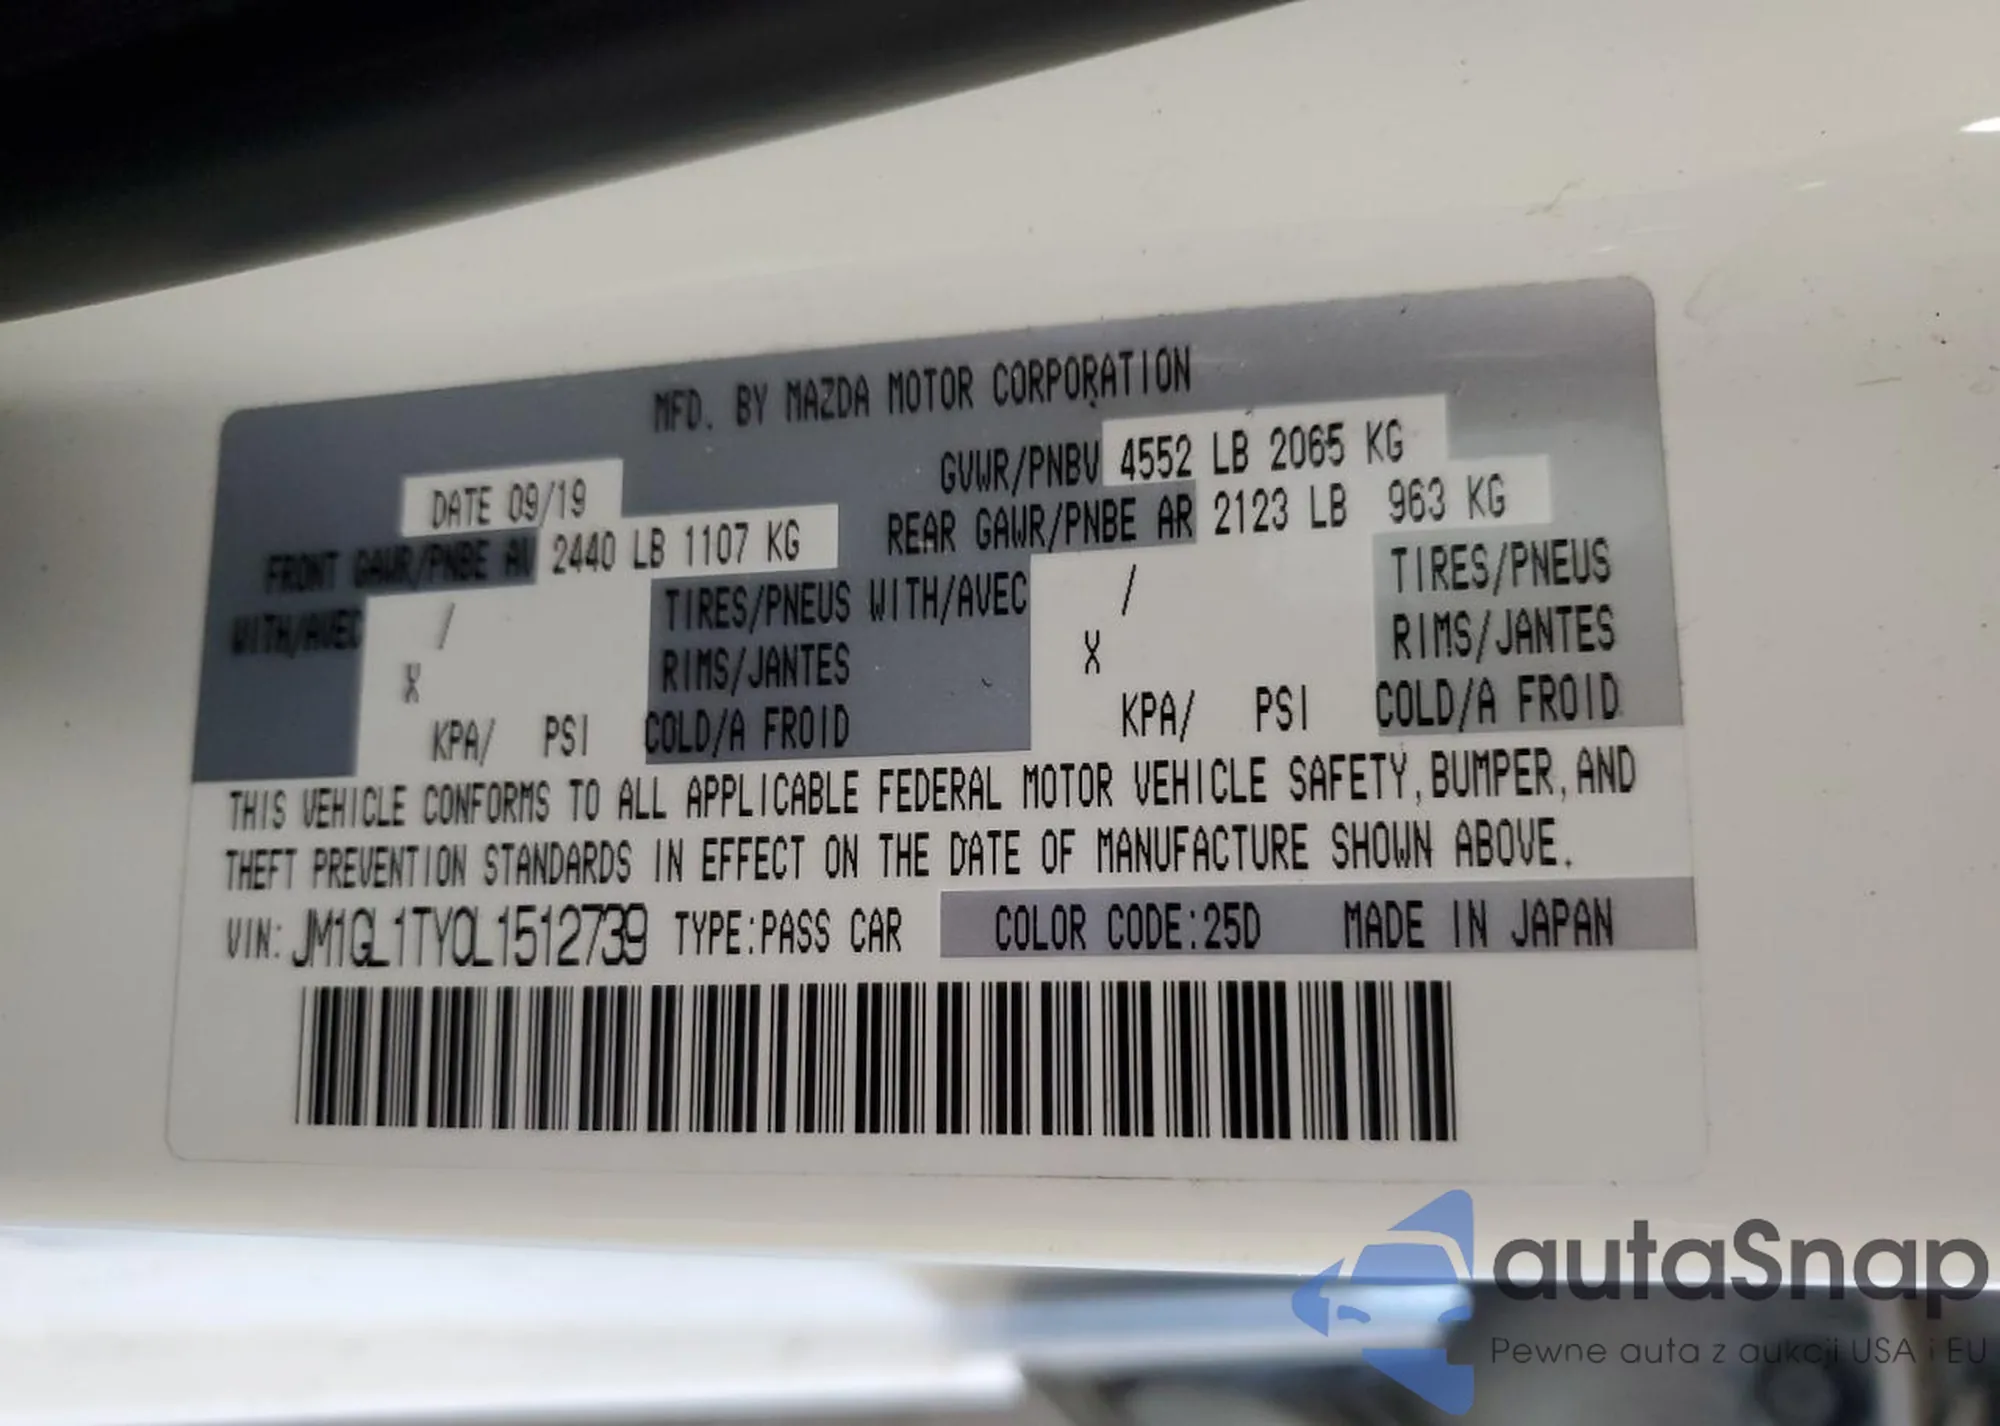 MFD. BY MAZDA MOTOR CORPORATION
DATE 09/19 GVWR/PNBV 4552 LB 2065 KG
FRONT GAWR/PNBE AV 2440 LB 1107 KG REAR GAWR/PNBE AR 2123 LB 963 KG
WITH/AVEC / TIRES/PNEUS WITH/AVEC / TIRES/PNEUS
X RIMS/JANTES X RIMS/JANTES
KPA/ PSI COLD/A FROID KPA/ PSI COLD/A FROID
THIS VEHICLE CONFORMS TO ALL APPLICABLE FEDERAL MOTOR VEHICLE SAFETY, BUMPER, AND
THEFT PREVENTION STANDARDS IN EFFECT ON THE DATE OF MANUFACTURE SHOWN ABOVE.
VIN: JM1GL1TY0L1512739 TYPE:PASS CAR COLOR CODE:25D MADE IN JAPAN
autaSnap
Pewne auta z aukcji USA i EU